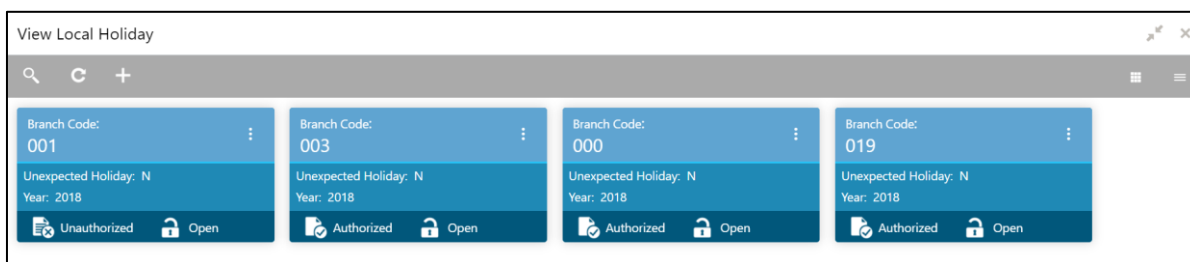 View Local Holiday
Branch Code:
001
Unexpected Holiday: N
Year: 2018
Unauthorized Open
Branch Code:
003
Unexpected Holiday: N
Year: 2018
Authorized Open
Branch Code:
000
Unexpected Holiday: N
Year: 2018
Authorized Open
Branch Code:
019
Unexpected Holiday: N
Year: 2018
Authorized Open